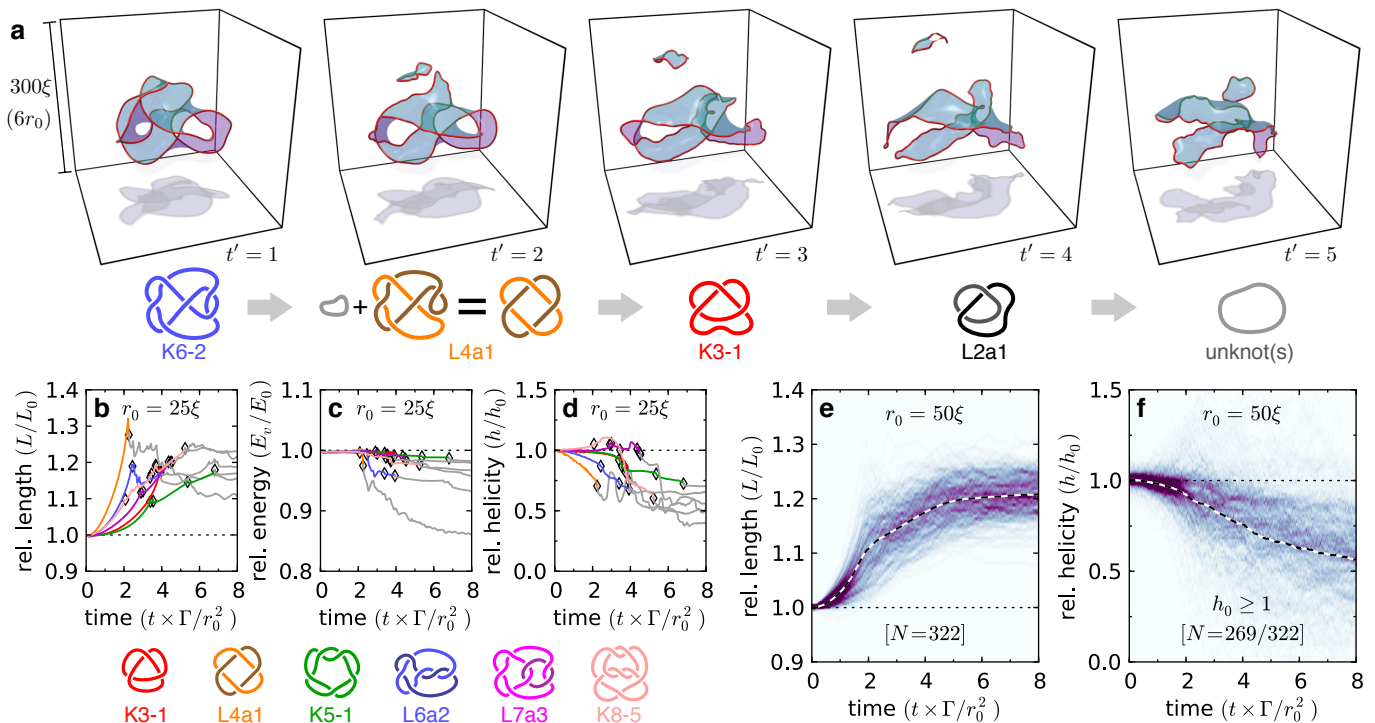 a
300ξ
(6r₀)
t′ = 1
t′ = 2
t′ = 3
t′ = 4
t′ = 5
+
=
K6-2
L4a1
K3-1
L2a1
unknot(s)
b
r₀ = 25ξ
rel. length (L/L₀)
1.4
1.3
1.2
1.1
1.0
0.9
0 2 4 6 8
time (t × Γ/r₀²)
c
r₀ = 25ξ
rel. energy (Eᵥ/E₀)
1.1
1.0
0.9
0.8
0 2 4 6 8
time (t × Γ/r₀²)
d
r₀ = 25ξ
rel. helicity (h/h₀)
1.5
1.0
0.5
0.0
0 2 4 6 8
time (t × Γ/r₀²)
K3-1
L4a1
K5-1
L6a2
L7a3
K8-5
e
r₀ = 50ξ
rel. length (L/L₀)
1.4
1.3
1.2
1.1
1.0
0.9
[N=322]
0 2 4 6 8
time (t × Γ/r₀²)
f
r₀ = 50ξ
rel. helicity (h/h₀)
1.5
1.0
0.5
0.0
h₀ ≥ 1
[N=269/322]
0 2 4 6 8
time (t × Γ/r₀²)